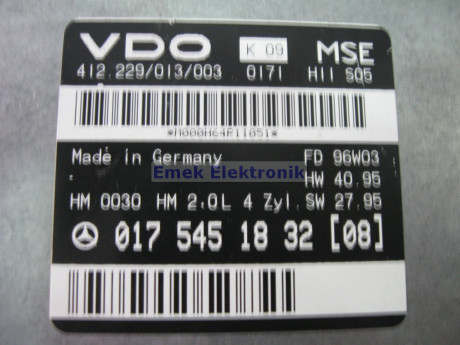 VDO K 09 MSE
412.229/013/003 0171 H11 S05
Made in Germany FD 96W03
Emek Elektronik
HW 40.95
HM 0030 HM 2.0L 4 Zyl. SW 27.95
017 545 18 32 [08]